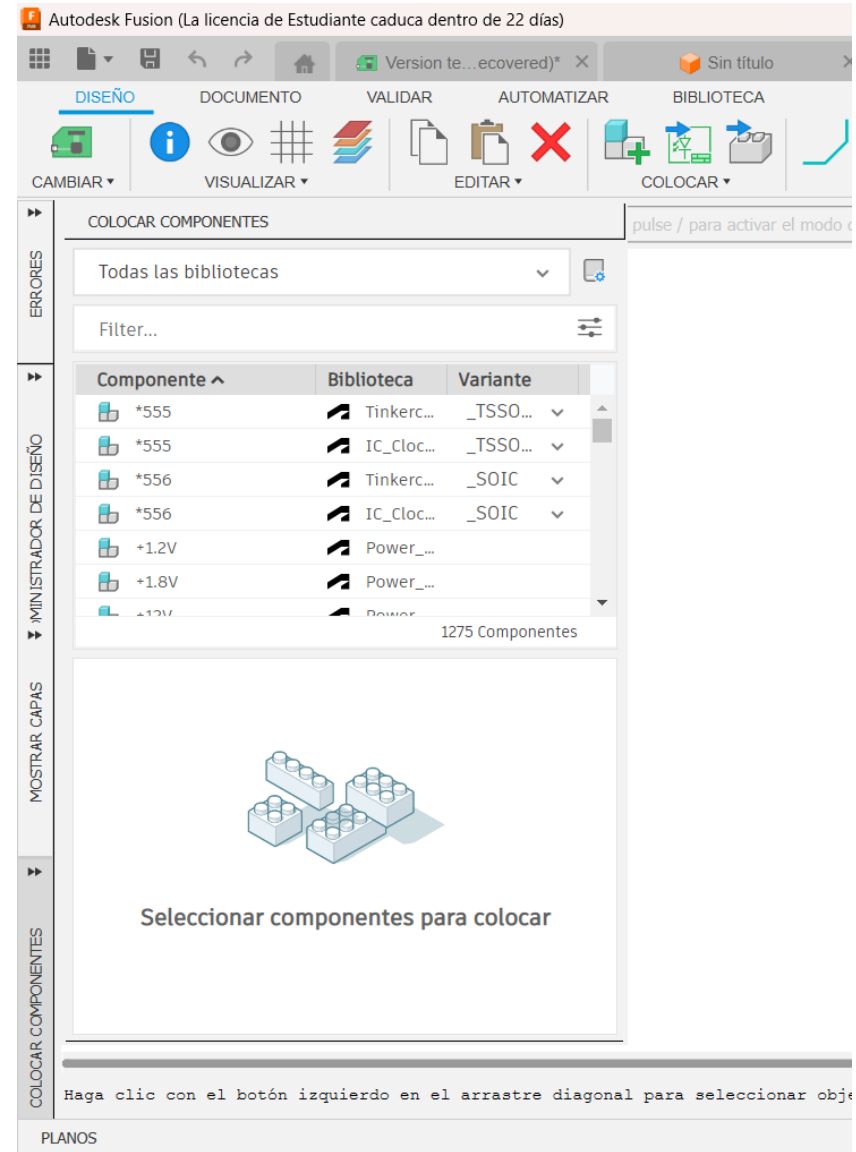 Autodesk Fusion (La licencia de Estudiante caduca dentro de 22 días)
Version te...ecovered)*
Sin título
DISEÑO DOCUMENTO VALIDAR AUTOMATIZAR BIBLIOTECA
CAMBIAR VISUALIZAR EDITAR COLOCAR
COLOCAR COMPONENTES
pulse / para activar el modo
ERRORES
Todas las bibliotecas
Filter...
Componente Biblioteca Variante
*555 Tinkerc... _TSSO...
*555 IC_Cloc... _TSSO...
*556 Tinkerc... _SOIC
*556 IC_Cloc... _SOIC
+1.2V Power_...
+1.8V Power_...
+12V Power
1275 Componentes
MINISTRADOR DE DISEÑO
MOSTRAR CAPAS
Seleccionar componentes para colocar
COLOCAR COMPONENTES
Haga clic con el botón izquierdo en el arrastre diagonal para seleccionar obje
PLANOS